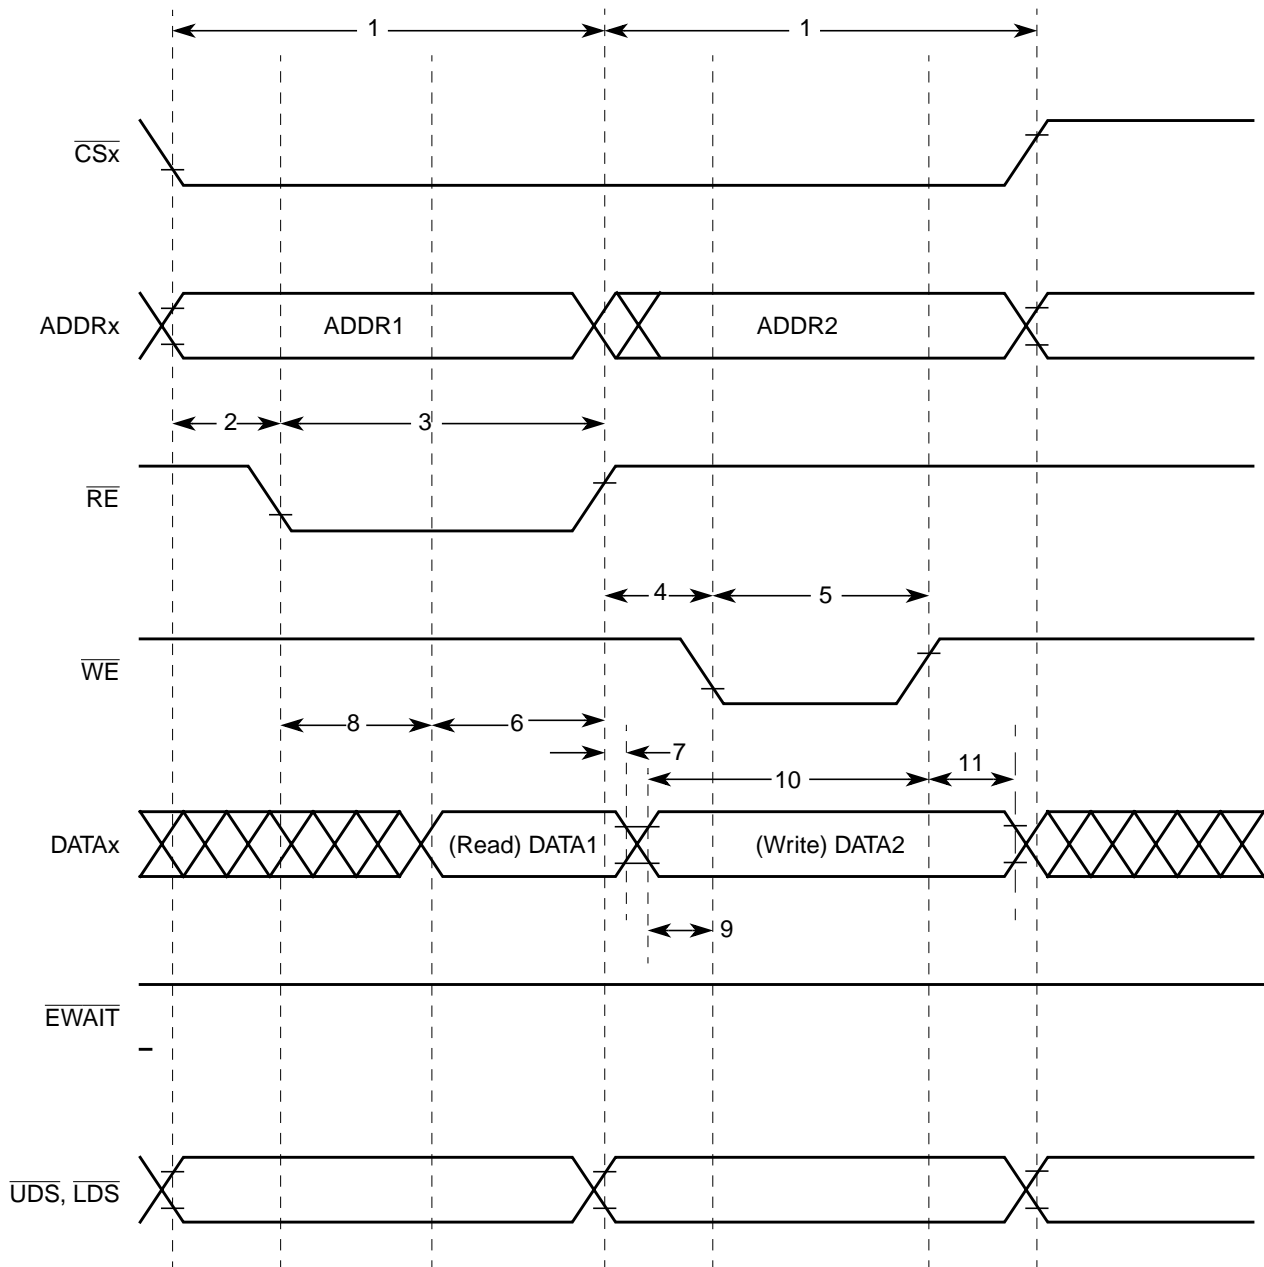 1 1
CSx
ADDRx ADDR1 ADDR2
2 3
RE
4 5
WE
8 6
7
10 11
DATAx (Read) DATA1 (Write) DATA2
9
EWAIT
UDS, LDS